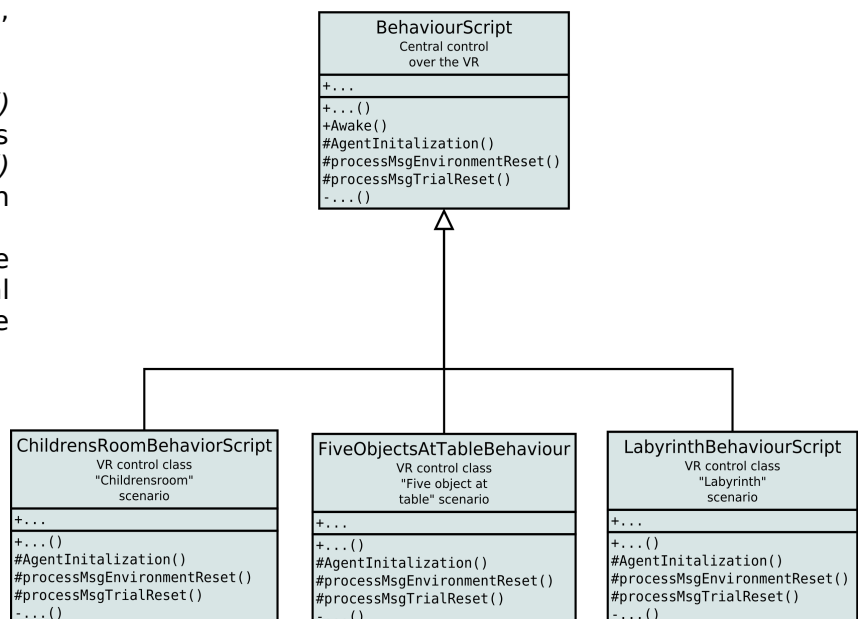 ,
)
s
)
n
e
l
e
BehaviourScript
Central control
over the VR
+...
+...()
+Awake()
#AgentInitalization()
#processMsgEnvironmentReset()
#processMsgTrialReset()
-...()
ChildrensRoomBehaviorScript
VR control class
"Childrensroom"
scenario
+...
+...()
#AgentInitalization()
#processMsgEnvironmentReset()
#processMsgTrialReset()
-...()
FiveObjectsAtTableBehaviour
VR control class
"Five object at
table" scenario
+...
+...()
#AgentInitalization()
#processMsgEnvironmentReset()
#processMsgTrialReset()
-...()
LabyrinthBehaviourScript
VR control class
"Labyrinth"
scenario
+...
+...()
#AgentInitalization()
#processMsgEnvironmentReset()
#processMsgTrialReset()
-...()